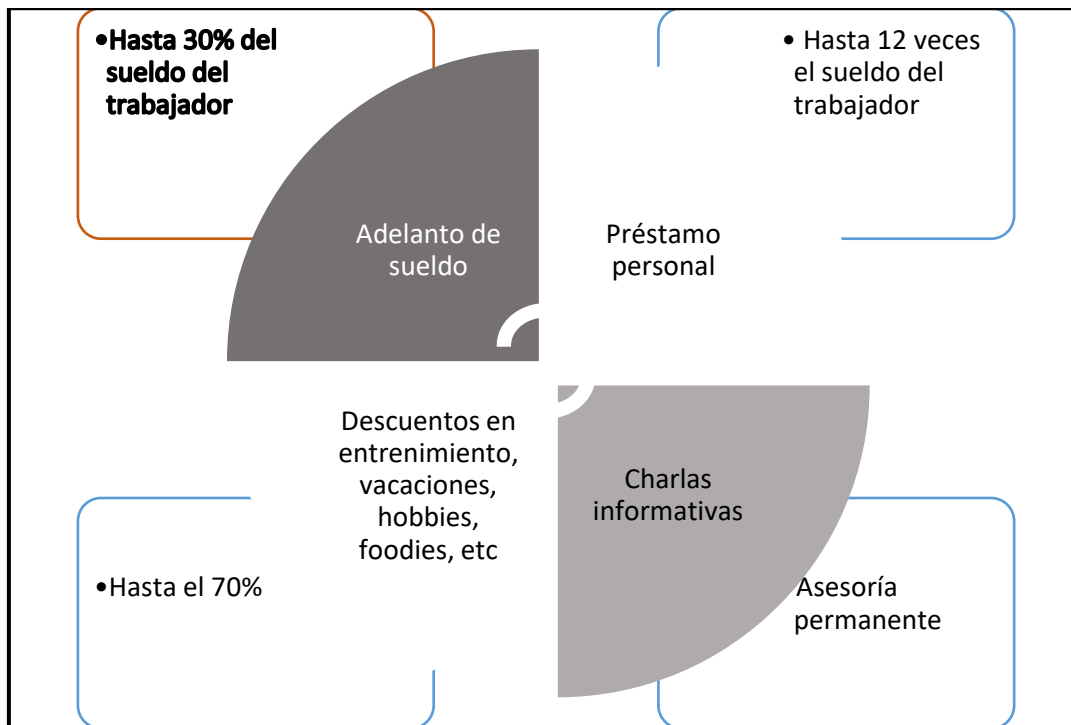 •Hasta 30% del
sueldo del
trabajador
Adelanto de
sueldo
• Hasta 12 veces
el sueldo del
trabajador
Préstamo
personal
Descuentos en
entrenimiento,
vacaciones,
hobbies,
foodies, etc
•Hasta el 70%
Charlas
informativas
Asesoría
permanente